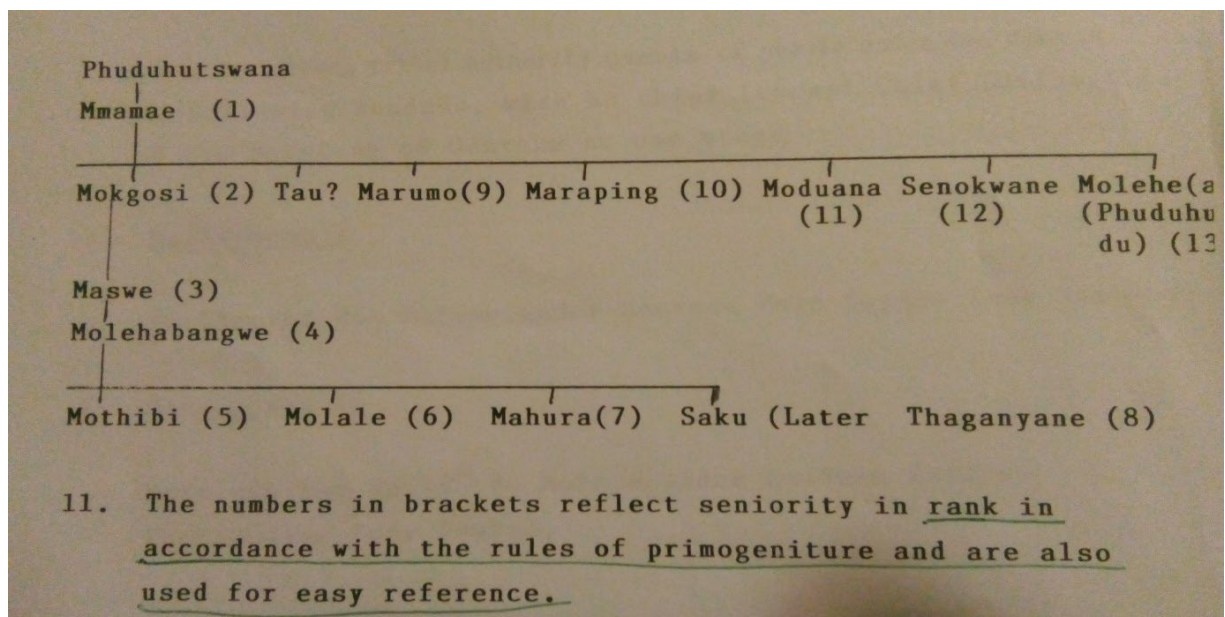 Phuduhutswana
Mmamae (1)
Mokgosi (2) Tau? Marumo(9) Maraping (10) Moduana Senokwane Molehe(a
(11) (12) (Phuduhu
du) (13
Maswe (3)
Molehabangwe (4)
Mothibi (5) Molale (6) Mahura(7) Saku (Later Thaganyane (8)
11. The numbers in brackets reflect seniority in rank in
accordance with the rules of primogeniture and are also
used for easy reference.